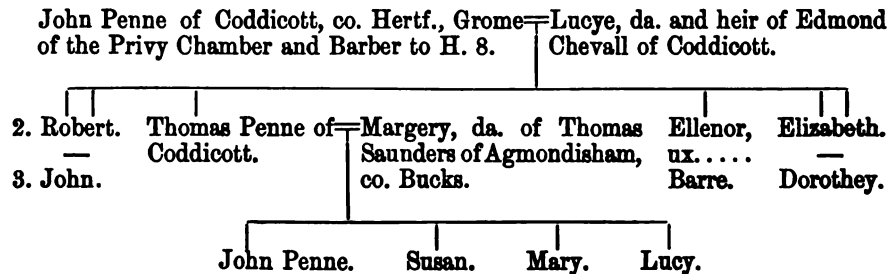 John Penne of Coddicott, co. Hertf., Grome=Lucye, da. and heir of Edmond
of the Privy Chamber and Barber to H. 8. Chevall of Coddicott.
2. Robert. Thomas Penne of=Margery, da. of Thomas Ellenor, Elizabeth.
— Coddicott. Saunders of Agmondisham, ux..... —
3. John. co. Bucks. Barre. Dorothey.
John Penne. Susan. Mary. Lucy.